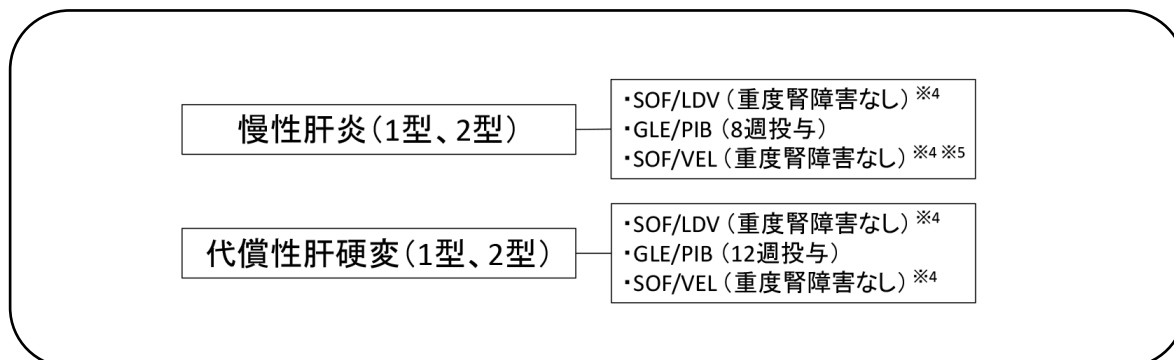 慢性肝炎（1型、2型）
・SOF/LDV（重度腎障害なし）※4
・GLE/PIB（8週投与）
・SOF/VEL（重度腎障害なし）※4 ※5
代償性肝硬変（1型、2型）
・SOF/LDV（重度腎障害なし）※4
・GLE/PIB（12週投与）
・SOF/VEL（重度腎障害なし）※4